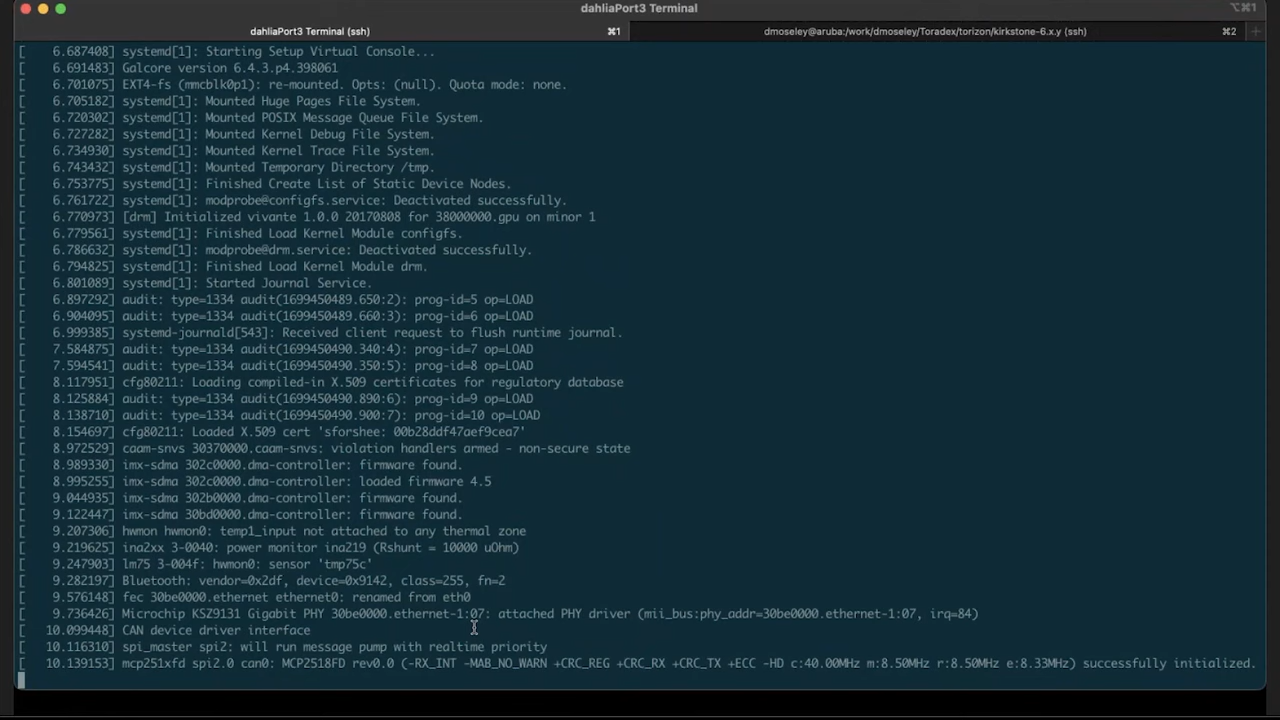 dahliaPort3 Terminal
⌥⌘1
dahliaPort3 Terminal (ssh)
⌘1
dmoseley@aruba:/work/dmoseley/Toradex/torizon/kirkstone-6.x.y (ssh)
⌘2
+
[    6.687408] systemd[1]: Starting Setup Virtual Console...
[    6.691483] Galcore version 6.4.3.p4.398061
[    6.701075] EXT4-fs (mmcblk0p1): re-mounted. Opts: (null). Quota mode: none.
[    6.705182] systemd[1]: Mounted Huge Pages File System.
[    6.720302] systemd[1]: Mounted POSIX Message Queue File System.
[    6.727282] systemd[1]: Mounted Kernel Debug File System.
[    6.734930] systemd[1]: Mounted Kernel Trace File System.
[    6.743432] systemd[1]: Mounted Temporary Directory /tmp.
[    6.753775] systemd[1]: Finished Create List of Static Device Nodes.
[    6.761722] systemd[1]: modprobe@configfs.service: Deactivated successfully.
[    6.770973] [drm] Initialized vivante 1.0.0 20170808 for 38000000.gpu on minor 1
[    6.779561] systemd[1]: Finished Load Kernel Module configfs.
[    6.786632] systemd[1]: modprobe@drm.service: Deactivated successfully.
[    6.794825] systemd[1]: Finished Load Kernel Module drm.
[    6.801089] systemd[1]: Started Journal Service.
[    6.897292] audit: type=1334 audit(1699450489.650:2): prog-id=5 op=LOAD
[    6.904095] audit: type=1334 audit(1699450489.660:3): prog-id=6 op=LOAD
[    6.999385] systemd-journald[543]: Received client request to flush runtime journal.
[    7.584875] audit: type=1334 audit(1699450490.340:4): prog-id=7 op=LOAD
[    7.594541] audit: type=1334 audit(1699450490.350:5): prog-id=8 op=LOAD
[    8.117951] cfg80211: Loading compiled-in X.509 certificates for regulatory database
[    8.125884] audit: type=1334 audit(1699450490.890:6): prog-id=9 op=LOAD
[    8.138710] audit: type=1334 audit(1699450490.900:7): prog-id=10 op=LOAD
[    8.154697] cfg80211: Loaded X.509 cert 'sforshee: 00b28ddf47aef9cea7'
[    8.972529] caam-snvs 30370000.caam-snvs: violation handlers armed - non-secure state
[    8.989330] imx-sdma 302c0000.dma-controller: firmware found.
[    8.995255] imx-sdma 302c0000.dma-controller: loaded firmware 4.5
[    9.044935] imx-sdma 302b0000.dma-controller: firmware found.
[    9.122447] imx-sdma 30bd0000.dma-controller: firmware found.
[    9.207306] hwmon hwmon0: temp1_input not attached to any thermal zone
[    9.219625] ina2xx 3-0040: power monitor ina219 (Rshunt = 10000 uOhm)
[    9.247903] lm75 3-004f: hwmon0: sensor 'tmp75c'
[    9.282197] Bluetooth: vendor=0x2df, device=0x9142, class=255, fn=2
[    9.576148] fec 30be0000.ethernet ethernet0: renamed from eth0
[    9.736426] Microchip KSZ9131 Gigabit PHY 30be0000.ethernet-1:07: attached PHY driver (mii_bus:phy_addr=30be0000.ethernet-1:07, irq=84)
[   10.099448] CAN device driver interface
[   10.116310] spi_master spi2: will run message pump with realtime priority
[   10.139153] mcp251xfd spi2.0 can0: MCP2518FD rev0.0 (-RX_INT -MAB_NO_WARN +CRC_REG +CRC_RX +CRC_TX +ECC -HD c:40.00MHz m:8.50MHz r:8.50MHz e:8.33MHz) successfully initialized.